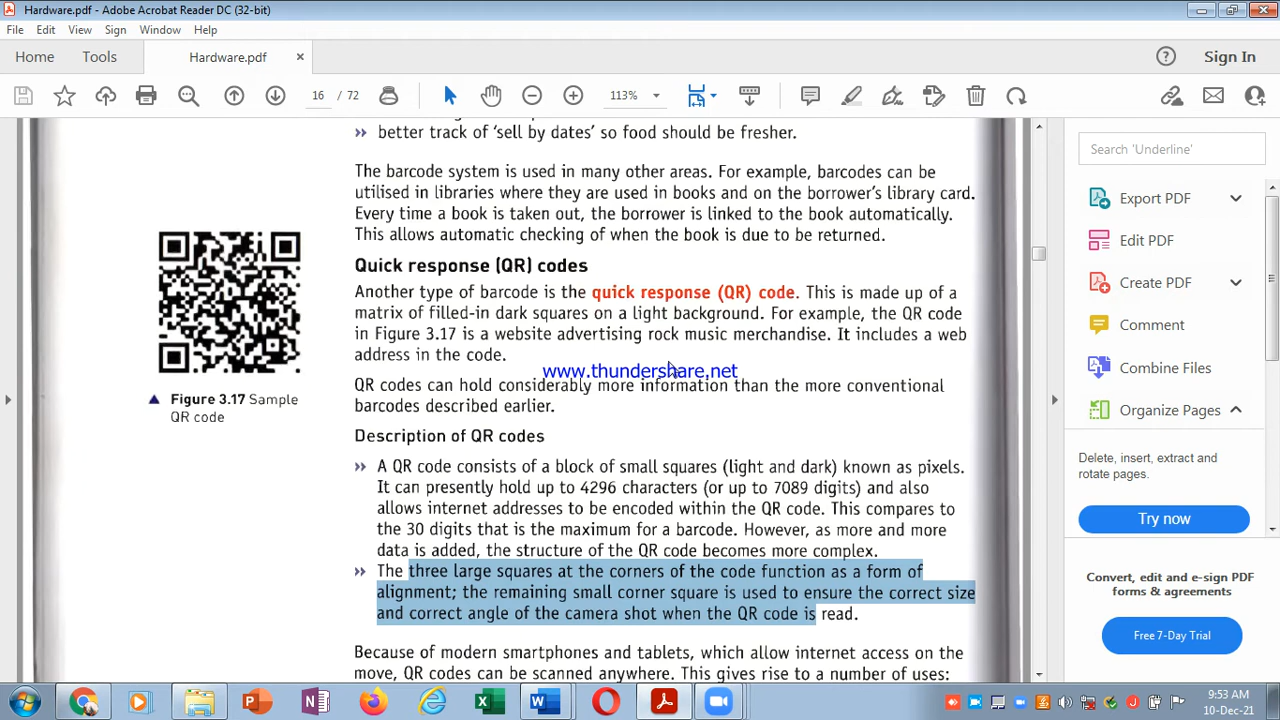 Hardware.pdf - Adobe Acrobat Reader DC (32-bit)
File Edit View Sign Window Help
Home Tools Hardware.pdf × ? Sign In
16 / 72 113%
better track of ‘sell by dates’ so food should be fresher.
The barcode system is used in many other areas. For example, barcodes can be
utilised in libraries where they are used in books and on the borrower’s library card.
Every time a book is taken out, the borrower is linked to the book automatically.
This allows automatic checking of when the book is due to be returned.
Quick response (QR) codes
Another type of barcode is the quick response (QR) code. This is made up of a
matrix of filled-in dark squares on a light background. For example, the QR code
in Figure 3.17 is a website advertising rock music merchandise. It includes a web
address in the code.
www.thundershare.net
QR codes can hold considerably more information than the more conventional
barcodes described earlier.
▲ Figure 3.17 Sample
QR code
Description of QR codes
A QR code consists of a block of small squares (light and dark) known as pixels.
It can presently hold up to 4296 characters (or up to 7089 digits) and also
allows internet addresses to be encoded within the QR code. This compares to
the 30 digits that is the maximum for a barcode. However, as more and more
data is added, the structure of the QR code becomes more complex.
The three large squares at the corners of the code function as a form of
alignment; the remaining small corner square is used to ensure the correct size
and correct angle of the camera shot when the QR code is read.
Because of modern smartphones and tablets, which allow internet access on the
move, QR codes can be scanned anywhere. This gives rise to a number of uses:
Search ‘Underline’
Export PDF
Edit PDF
Create PDF
Comment
Combine Files
Organize Pages
Delete, insert, extract and
rotate pages.
Try now
Convert, edit and e-sign PDF
forms & agreements
Free 7-Day Trial
9:53 AM
10-Dec-21